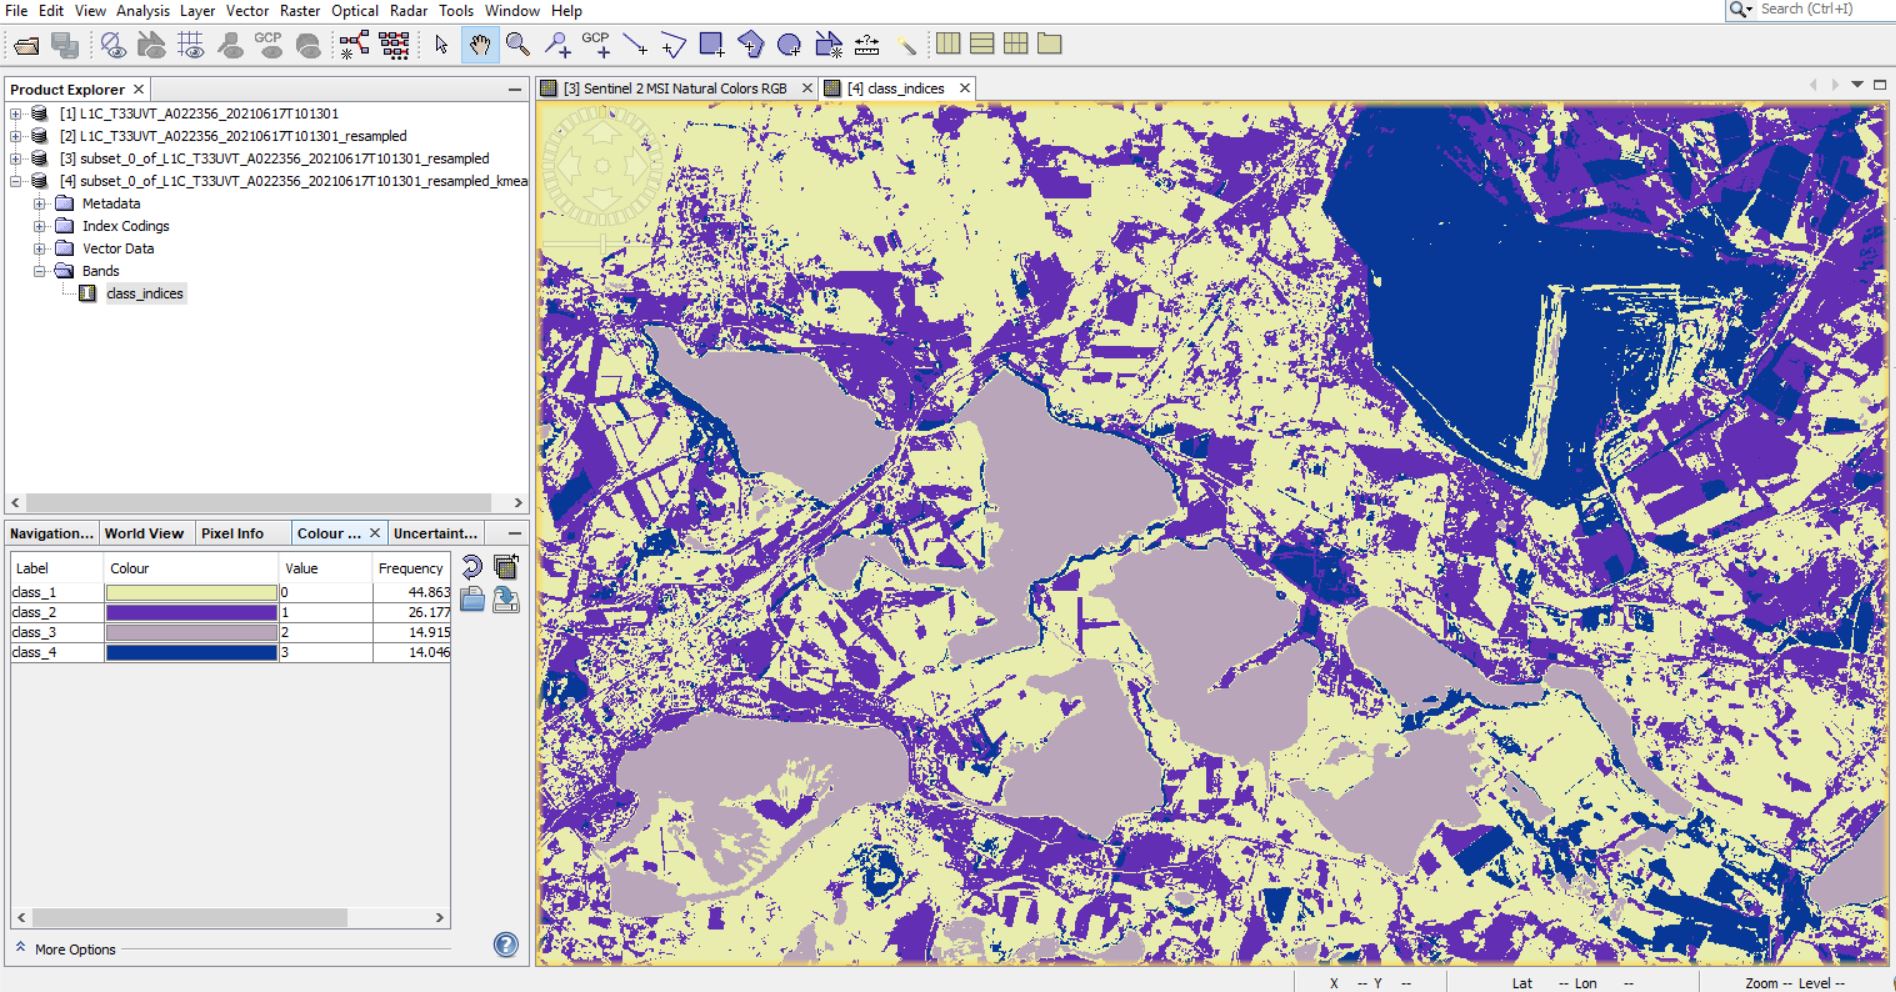 File Edit View Analysis Layer Vector Raster Optical Radar Tools Window Help
Search (Ctrl+I)
GCP
GCP
Product Explorer
[3] Sentinel 2 MSI Natural Colors RGB
[4] class_indices
[1] L1C_T33UVT_A022356_20210617T101301
[2] L1C_T33UVT_A022356_20210617T101301_resampled
[3] subset_0_of_L1C_T33UVT_A022356_20210617T101301_resampled
[4] subset_0_of_L1C_T33UVT_A022356_20210617T101301_resampled_kmea
Metadata
Index Codings
Vector Data
Bands
class_indices
Navigation... World View Pixel Info Colour ... Uncertaint...
Label Colour Value Frequency
class_1 0 44.863
class_2 1 26.177
class_3 2 14.915
class_4 3 14.046
More Options
X -- Y -- Lat -- Lon -- Zoom -- Level --